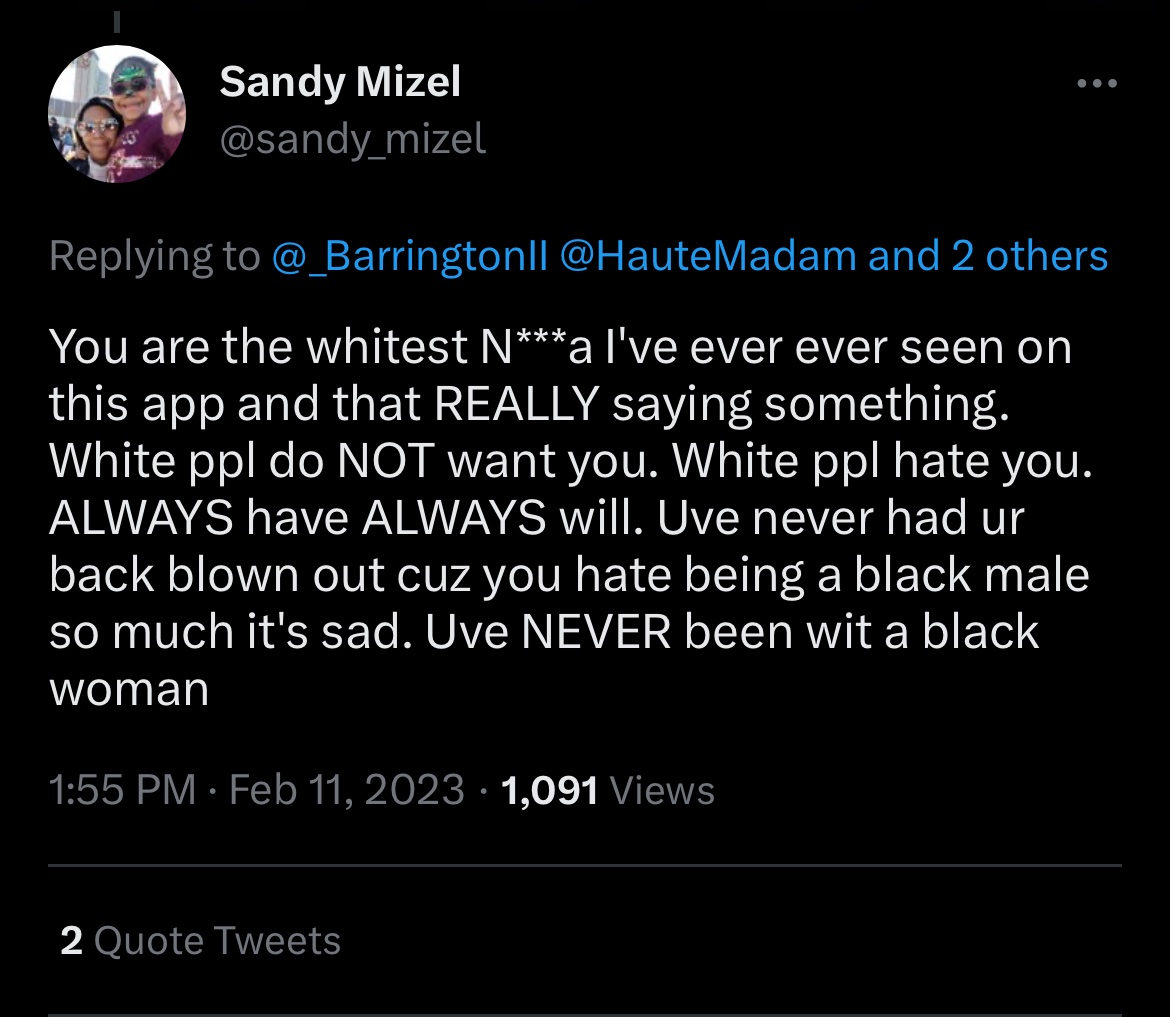 Sandy Mizel
@sandy_mizel
Replying to @_BarringtonII @HauteMadam and 2 others
You are the whitest N***a I've ever ever seen on
this app and that REALLY saying something.
White ppl do NOT want you. White ppl hate you.
ALWAYS have ALWAYS will. Uve never had ur
back blown out cuz you hate being a black male
so much it's sad. Uve NEVER been wit a black
woman
1:55 PM · Feb 11, 2023 · 1,091 Views
2 Quote Tweets